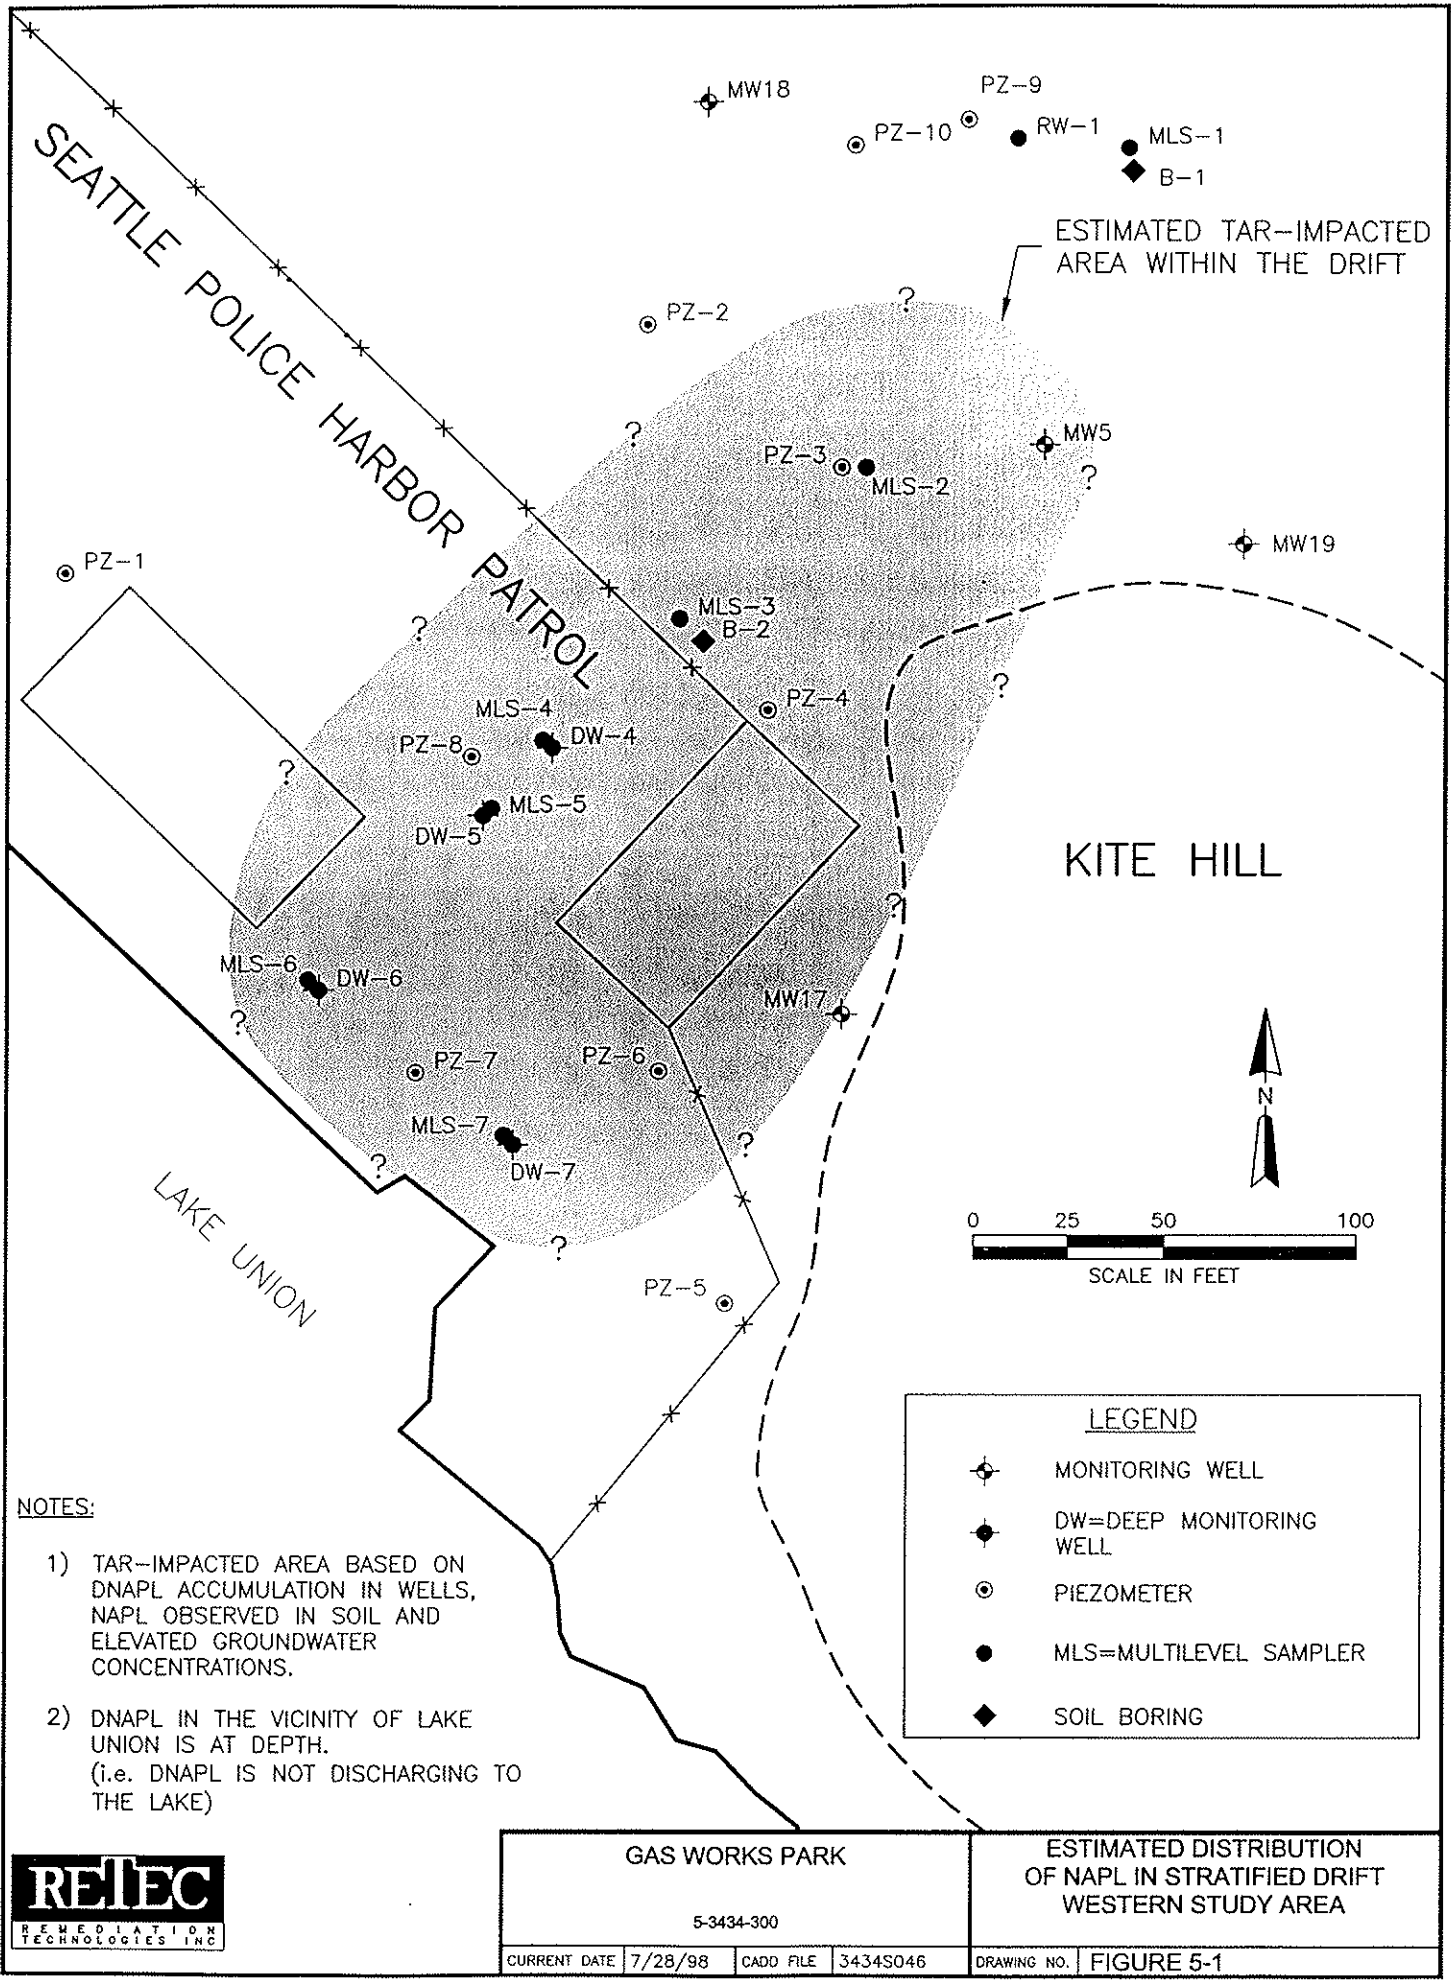 MW18
PZ-9
PZ-10
RW-1
MLS-1
B-1
ESTIMATED TAR-IMPACTED
AREA WITHIN THE DRIFT
SEATTLE POLICE HARBOR PATROL
?
PZ-2
?
MW5
PZ-3
MLS-2
?
MW19
PZ-1
MLS-3
B-2
?
?
PZ-4
MLS-4
DW-4
PZ-8
?
MLS-5
DW-5
KITE HILL
?
MLS-6
DW-6
MW17
?
PZ-7
PZ-6
MLS-7
DW-7
?
?
?
LAKE UNION
N
0 25 50 100
SCALE IN FEET
PZ-5
LEGEND
MONITORING WELL
DW=DEEP MONITORING
WELL
PIEZOMETER
MLS=MULTILEVEL SAMPLER
SOIL BORING
NOTES:
1) TAR-IMPACTED AREA BASED ON
DNAPL ACCUMULATION IN WELLS,
NAPL OBSERVED IN SOIL AND
ELEVATED GROUNDWATER
CONCENTRATIONS.
2) DNAPL IN THE VICINITY OF LAKE
UNION IS AT DEPTH.
(i.e. DNAPL IS NOT DISCHARGING TO
THE LAKE)
RETEC
REMEDIATION
TECHNOLOGIES INC
GAS WORKS PARK
5-3434-300
CURRENT DATE 7/28/98 CADD FILE 3434S046
ESTIMATED DISTRIBUTION
OF NAPL IN STRATIFIED DRIFT
WESTERN STUDY AREA
DRAWING NO. FIGURE 5-1